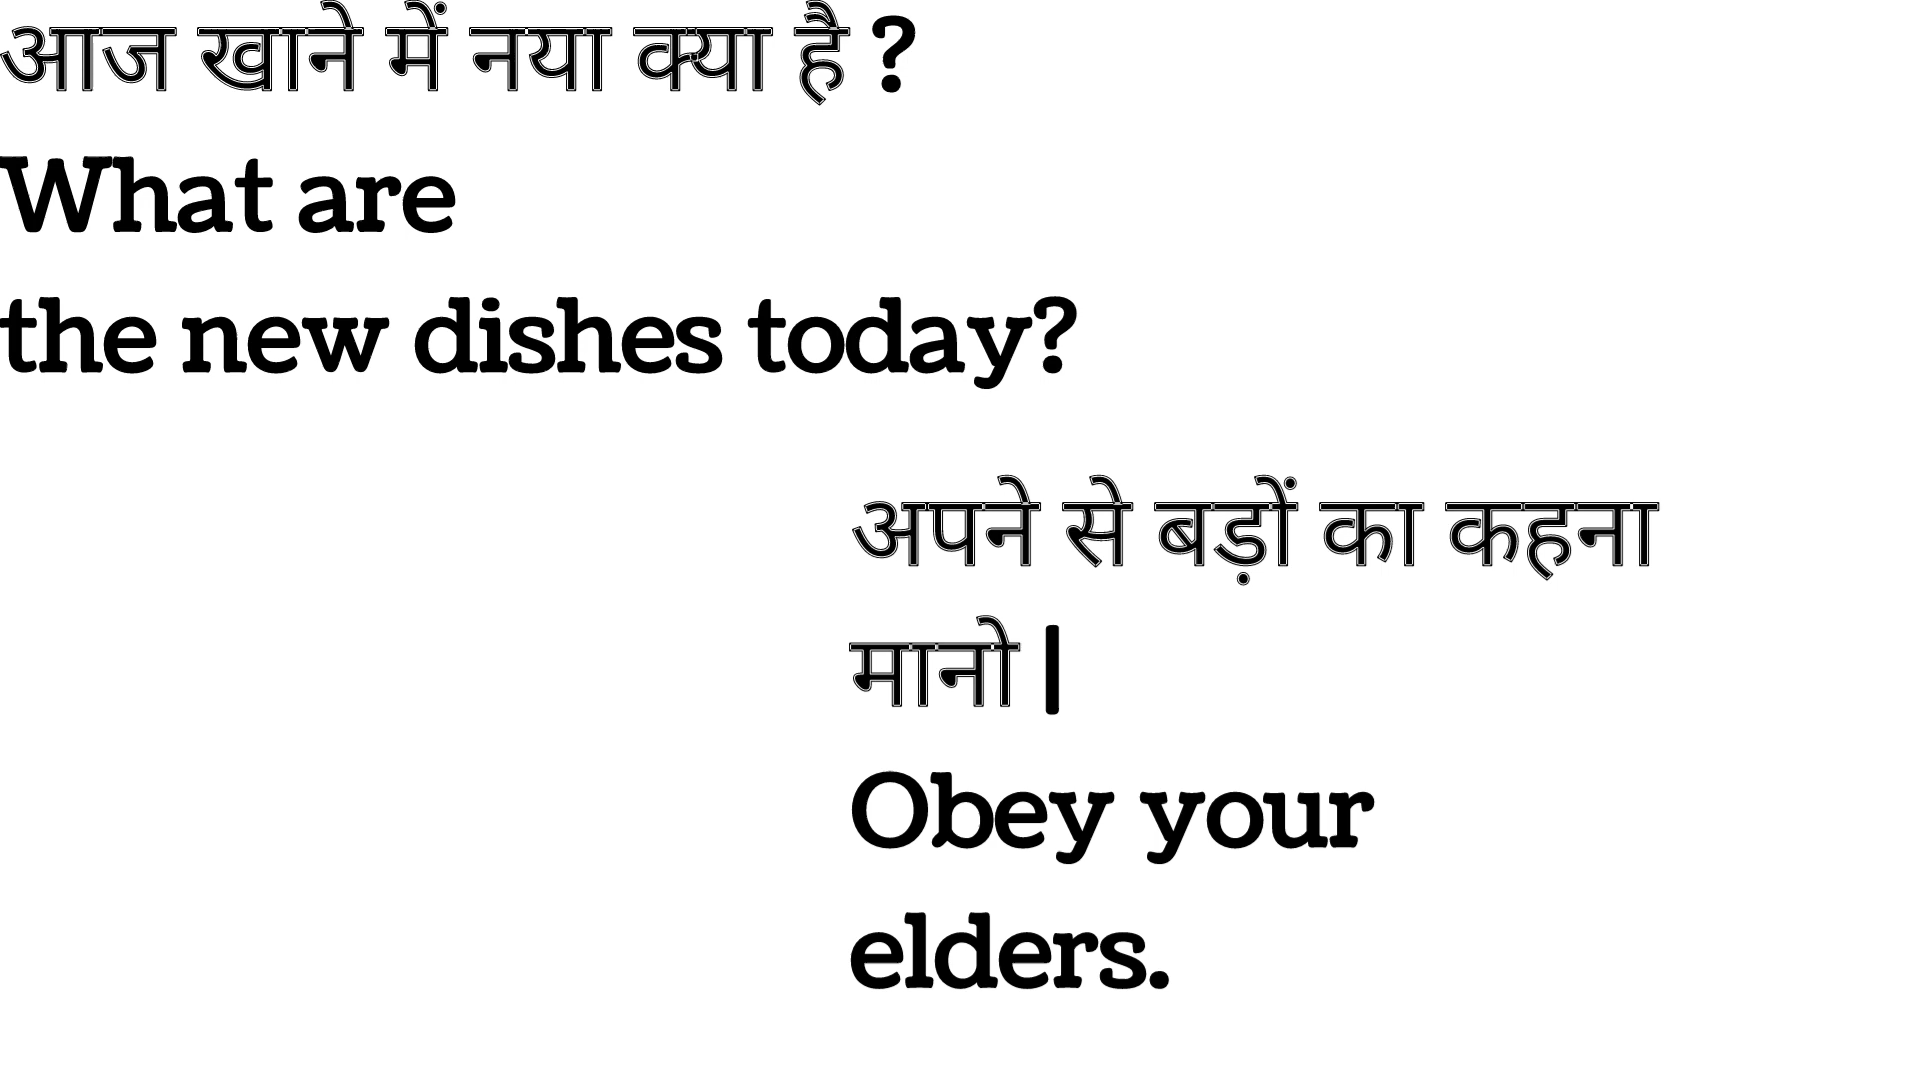 आज खाने में नया क्या है ?
What are
the new dishes today?
अपने से बड़ों का कहना
मानो |
Obey your
elders.